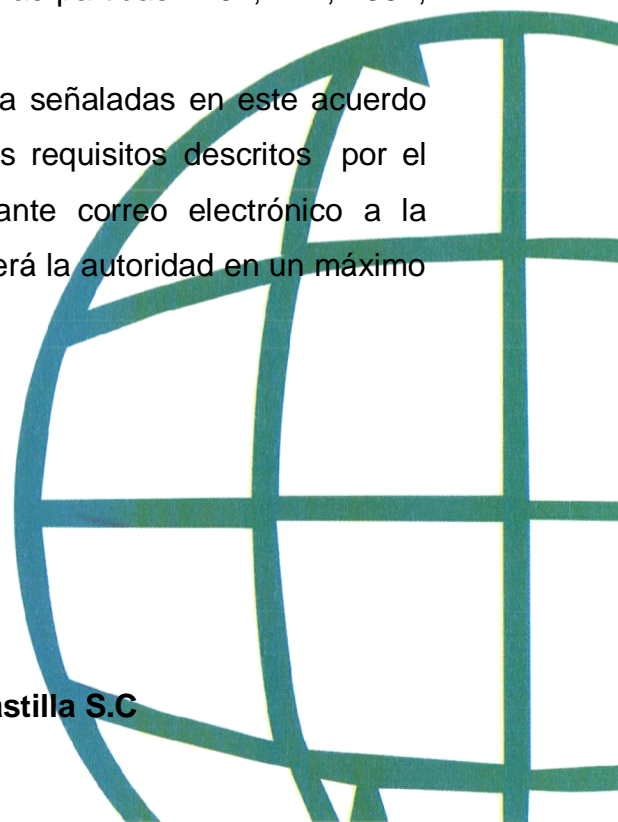 a señaladas en este acuerdo
s requisitos descritos por el
ante correo electrónico a la
erá la autoridad en un máximo
astilla S.C